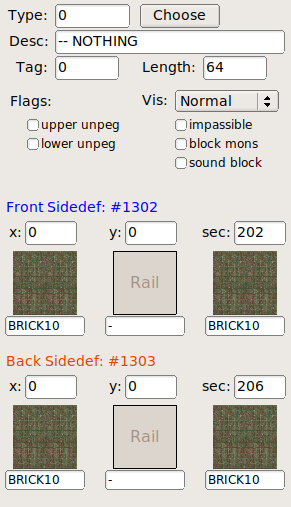 Type: 0 Choose
Desc: -- NOTHING
Tag: 0 Length: 64
Flags: Vis: Normal
upper unpeg impassible
lower unpeg block mons
sound block
Front Sidedef: #1302
x: 0 y: 0 sec: 202
Rail
BRICK10 - BRICK10
Back Sidedef: #1303
x: 0 y: 0 sec: 206
Rail
BRICK10 - BRICK10